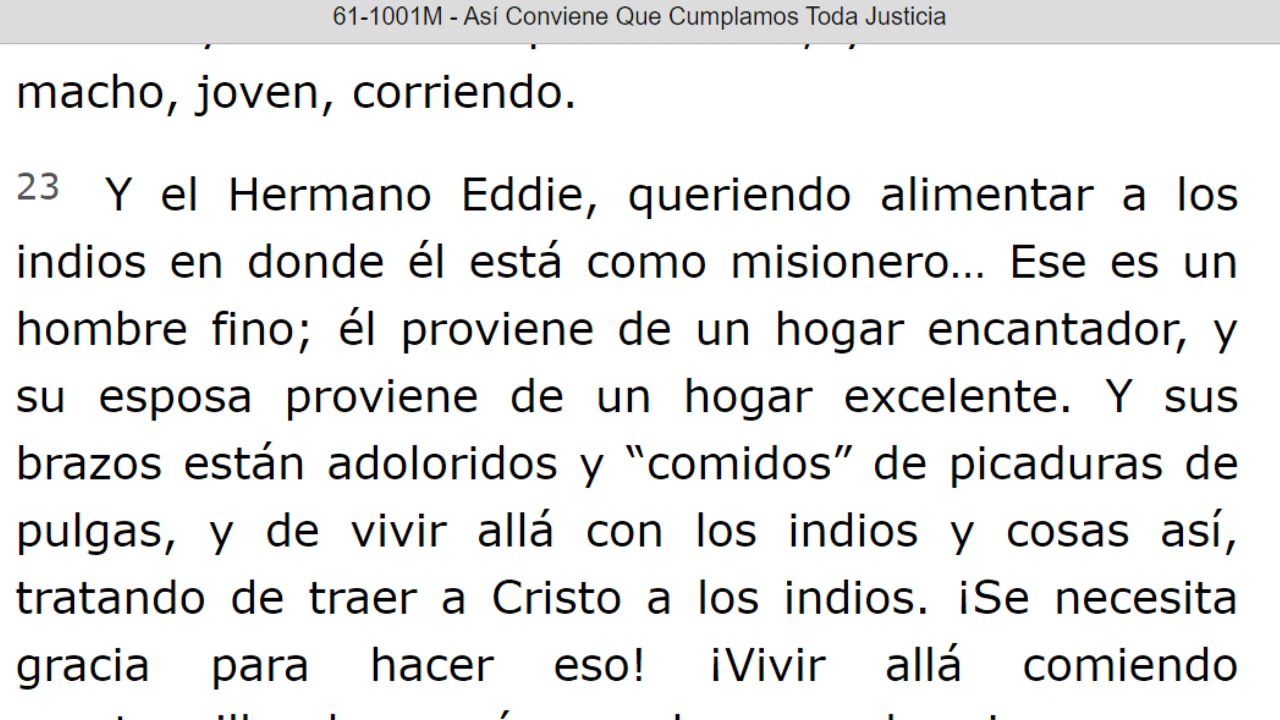 61-1001M - Así Conviene Que Cumplamos Toda Justicia
macho, joven, corriendo.
23 Y el Hermano Eddie, queriendo alimentar a los
indios en donde él está como misionero… Ese es un
hombre fino; él proviene de un hogar encantador, y
su esposa proviene de un hogar excelente. Y sus
brazos están adoloridos y “comidos” de picaduras de
pulgas, y de vivir allá con los indios y cosas así,
tratando de traer a Cristo a los indios. ¡Se necesita
gracia para hacer eso! ¡Vivir allá comiendo